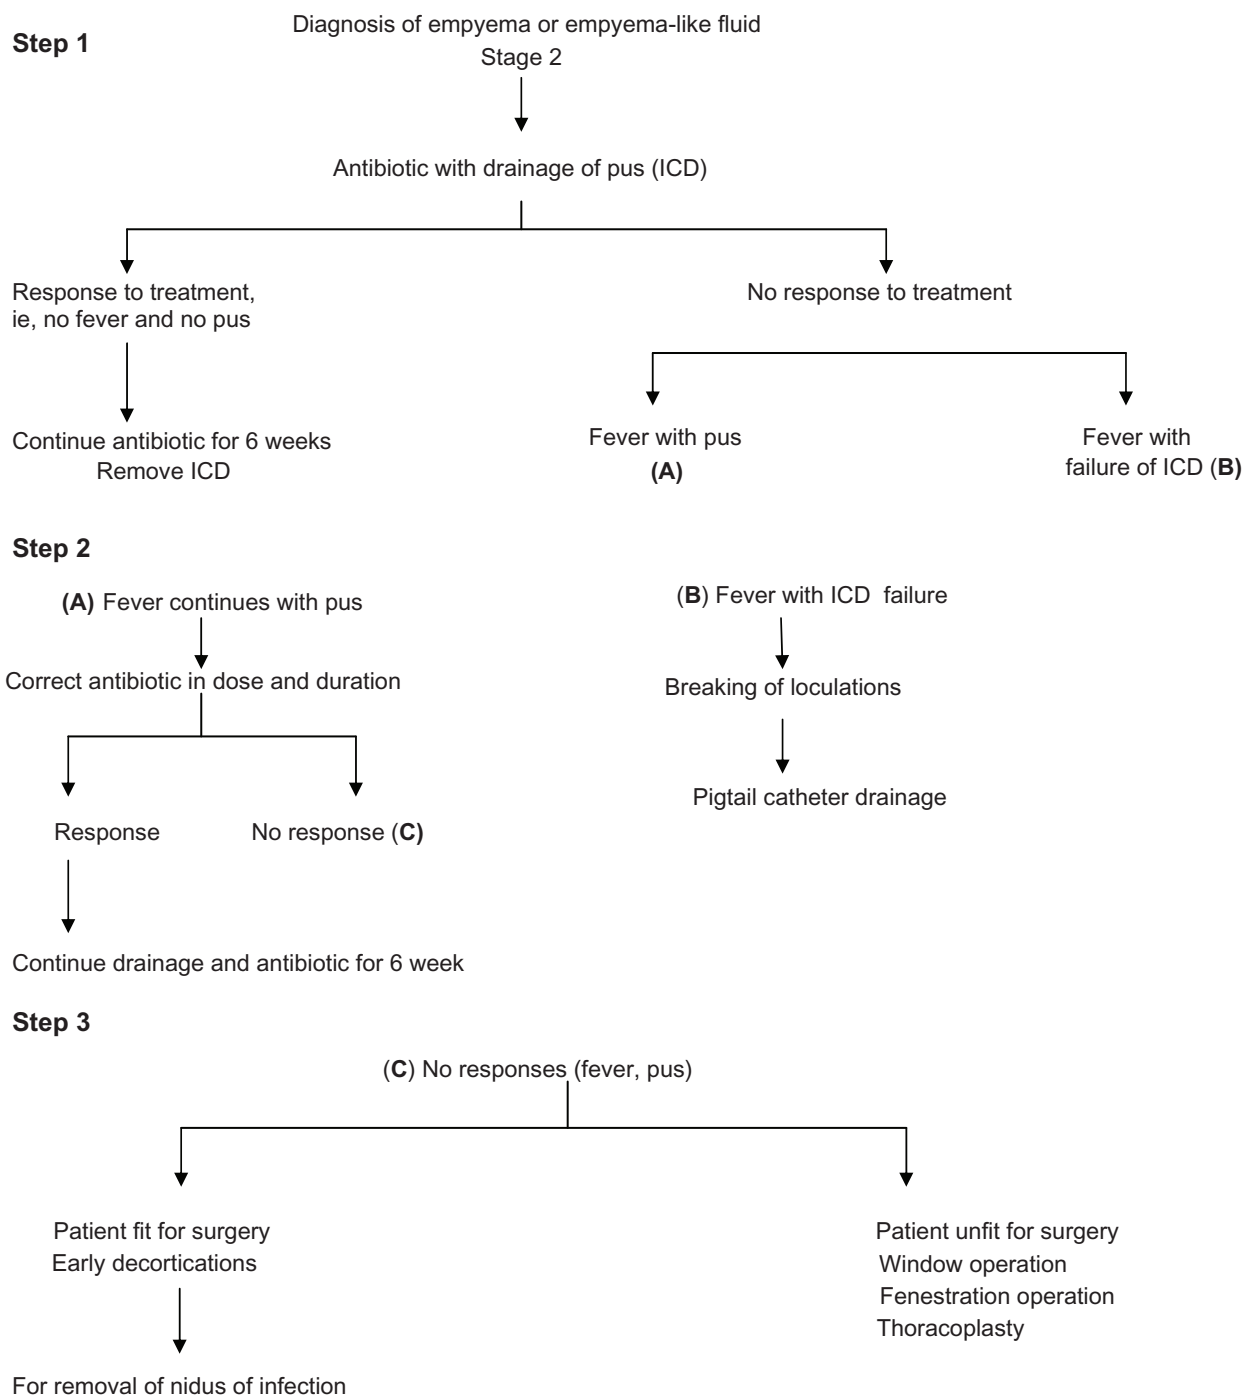 Step 1
Diagnosis of empyema or empyema-like fluid
Stage 2
Antibiotic with drainage of pus (ICD)
Response to treatment,
ie, no fever and no pus
No response to treatment
Continue antibiotic for 6 weeks
Remove ICD
Fever with pus
(A)
Fever with
failure of ICD (B)
Step 2
(A) Fever continues with pus
(B) Fever with ICD failure
Correct antibiotic in dose and duration
Breaking of loculations
Response
No response (C)
Pigtail catheter drainage
Continue drainage and antibiotic for 6 week
Step 3
(C) No responses (fever, pus)
Patient fit for surgery
Early decortications
Patient unfit for surgery
Window operation
Fenestration operation
Thoracoplasty
For removal of nidus of infection